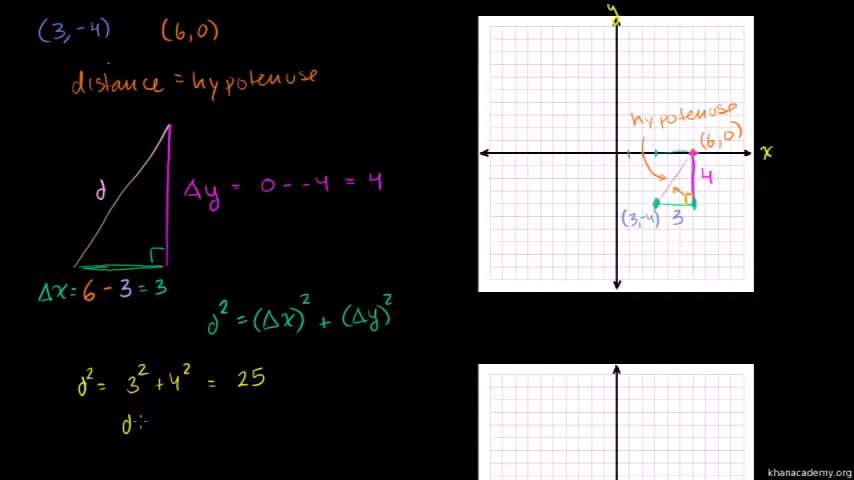 (3,-4) (6,0)
distance = hypotenuse
d
Δy = 0 - -4 = 4
Δx = 6 - 3 = 3
d² = (Δx)² + (Δy)²
d² = 3² + 4² = 25
d=
y
hypotenuse
(6,0)
x
4
(3,-4) 3
khanacademy.org